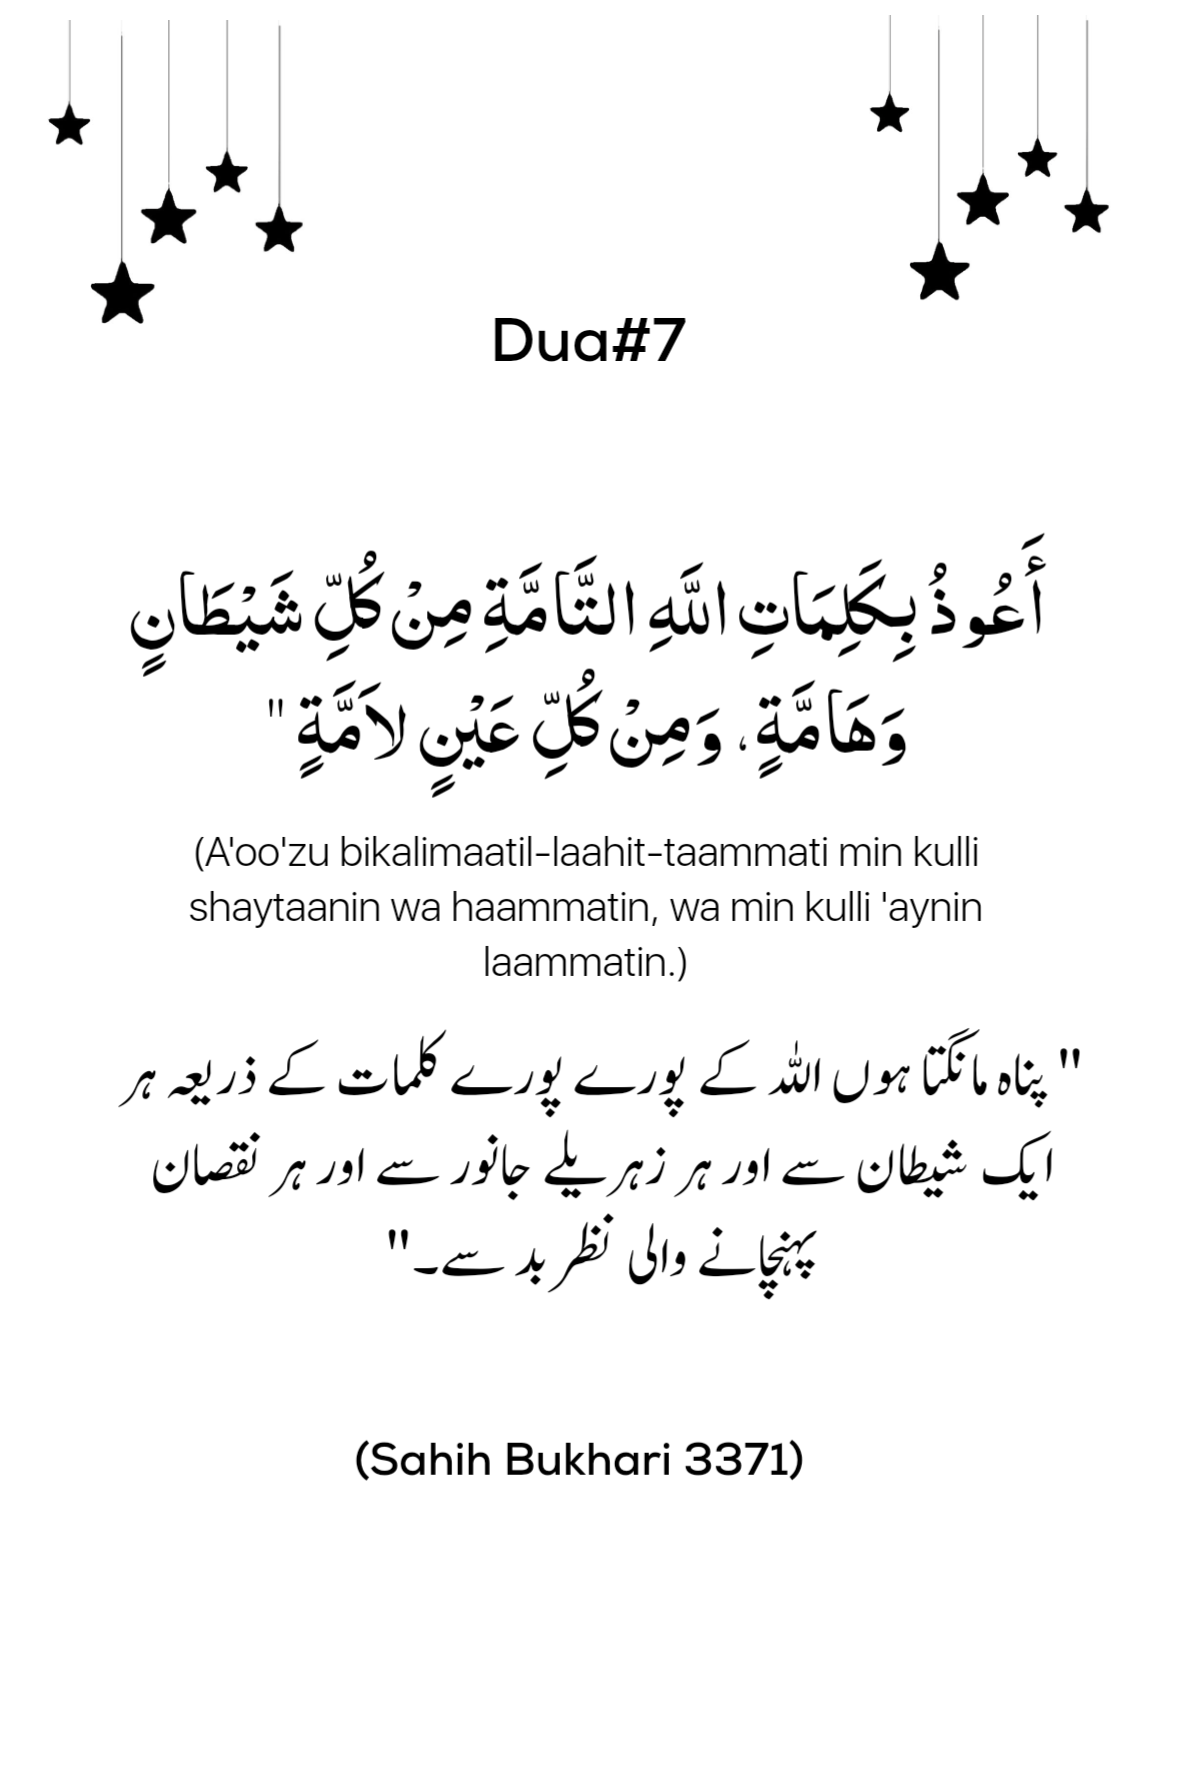 Dua#7
أَعُوذُ بِكَلِمَاتِ اللَّهِ التَّامَّةِ مِنْ كُلِّ شَيْطَانٍ
وَهَامَّةٍ، وَمِنْ كُلِّ عَيْنٍ لاَمَّةٍ "
(A'oo'zu bikalimaatil-laahit-taammati min kulli
shaytaanin wa haammatin, wa min kulli 'aynin
laammatin.)
" پناہ مانگتا ہوں اللہ کے پورے پورے کلمات کے ذریعہ ہر
ایک شیطان سے اور ہر زہریلے جانور سے اور ہر نقصان
پہنچانے والی نظر بد سے۔"
(Sahih Bukhari 3371)